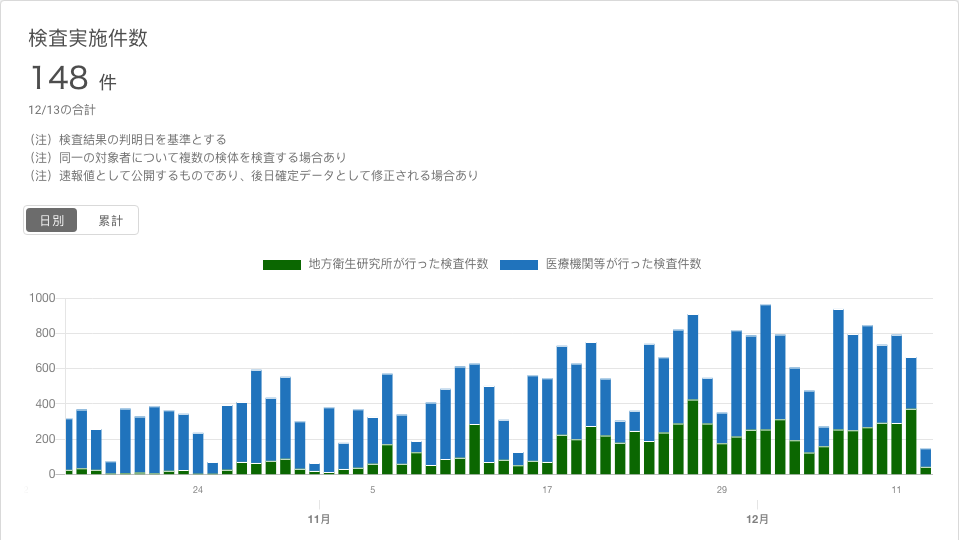 検査実施件数
148 件
12/13の合計
（注）検査結果の判明日を基準とする
（注）同一の対象者について複数の検体を検査する場合あり
（注）速報値として公開するものであり、後日確定データとして修正される場合あり
日別 累計
地方衛生研究所が行った検査件数 医療機関等が行った検査件数
1000
800
600
400
200
0
24 5 17 29 11
11月 12月